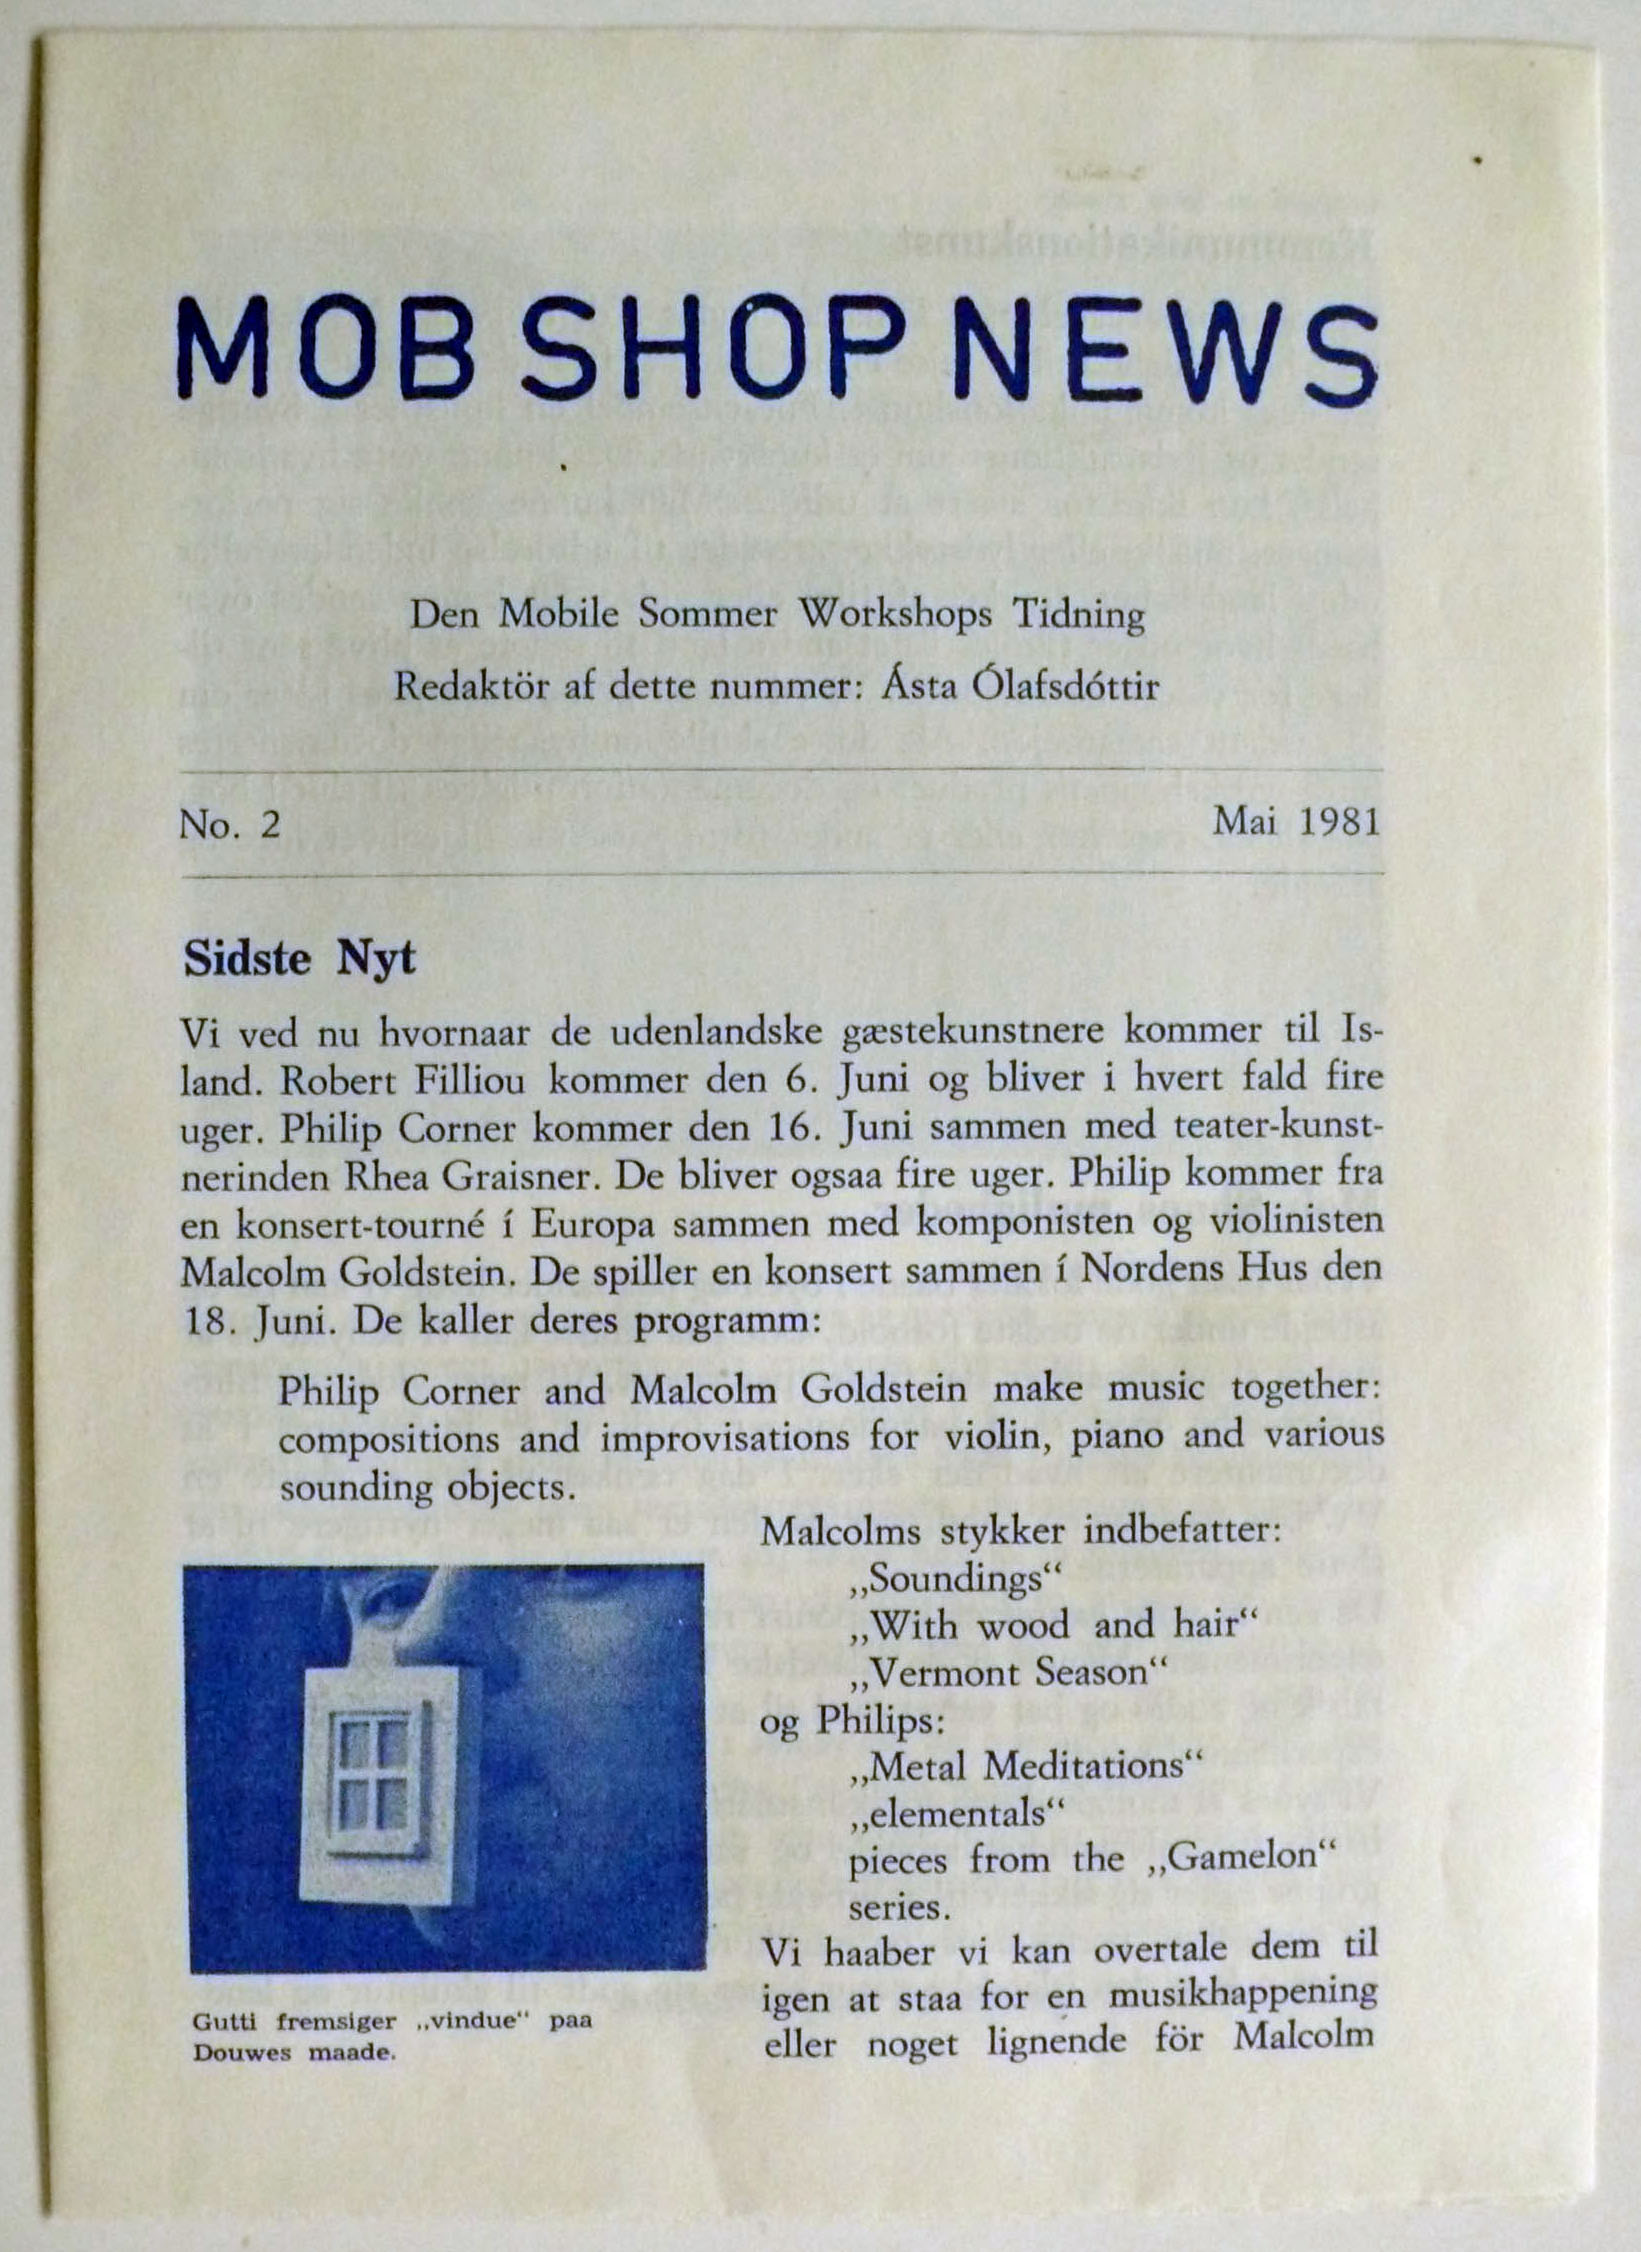 MOB SHOP NEWS
Den Mobile Sommer Workshops Tidning
Redaktör af dette nummer: Ásta Ólafsdóttir
No. 2 Mai 1981
Sidste Nyt
Vi ved nu hvornaar de udenlandske gæstekunstnere kommer til Is-
land. Robert Filliou kommer den 6. Juni og bliver i hvert fald fire
uger. Philip Corner kommer den 16. Juni sammen med teater-kunst-
nerinden Rhea Graisner. De bliver ogsaa fire uger. Philip kommer fra
en konsert-tourné í Europa sammen med komponisten og violinisten
Malcolm Goldstein. De spiller en konsert sammen í Nordens Hus den
18. Juni. De kaller deres programm:
Philip Corner and Malcolm Goldstein make music together:
compositions and improvisations for violin, piano and various
sounding objects.
Malcolms stykker indbefatter:
„Soundings“
„With wood and hair“
„Vermont Season“
og Philips:
„Metal Meditations“
„elementals“
pieces from the „Gamelon“
series.
Vi haaber vi kan overtale dem til
igen at staa for en musikhappening
eller noget lignende för Malcolm
Gutti fremsiger „vindue“ paa
Douwes maade.